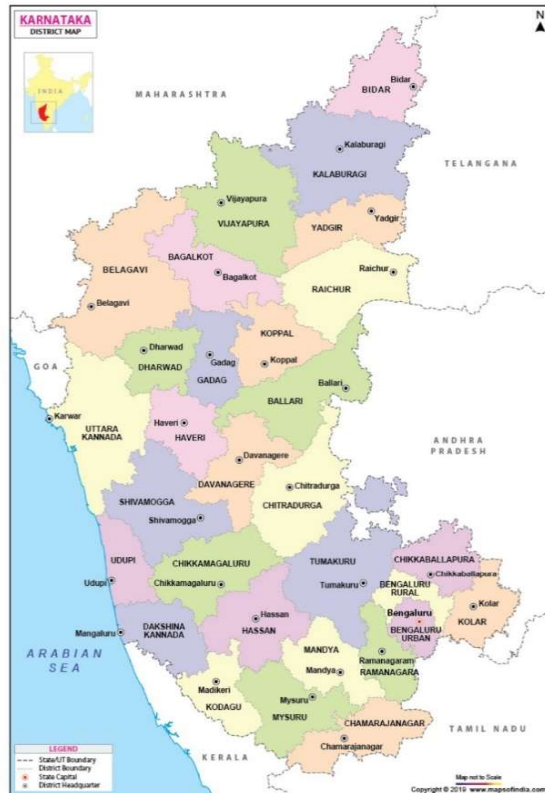 KARNATAKA
DISTRICT MAP
N
INDIA
MAHARASHTRA
Bidar
BIDAR
Kalaburagi
KALABURAGI
TELANGANA
Vijayapura
VIJAYAPURA
Yadgir
YADGIR
BAGALKOT
BELAGAVI
Bagalkot
Raichur
RAICHUR
Belagavi
KOPPAL
Dharwad
DHARWAD
Gadag
GADAG
Koppal
GOA
Ballari
BALLARI
Karwar
UTTARA
KANNADA
Haveri
HAVERI
ANDHRA
PRADESH
Davanagere
DAVANAGERE
Chitradurga
CHITRADURGA
SHIVAMOGGA
Shivamogga
UDUPI
Udupi
CHIKKAMAGALURU
Chikkamagaluru
TUMAKURU
Tumakuru
CHIKKABALLAPURA
Chikkaballapura
BENGALURU
RURAL
Bengaluru
BENGALURU
URBAN
Kolar
KOLAR
Hassan
HASSAN
Mangaluru
DAKSHINA
KANNADA
ARABIAN
SEA
MANDYA
Mandya
Ramanagaram
RAMANAGARA
Madikeri
KODAGU
Mysuru
MYSURU
CHAMARAJANAGAR
Chamarajanagar
TAMIL NADU
KERALA
LEGEND
State/UT Boundary
District Boundary
State Capital
District Headquarter
Map not to Scale
Copyright © 2019 www.mapsofindia.com